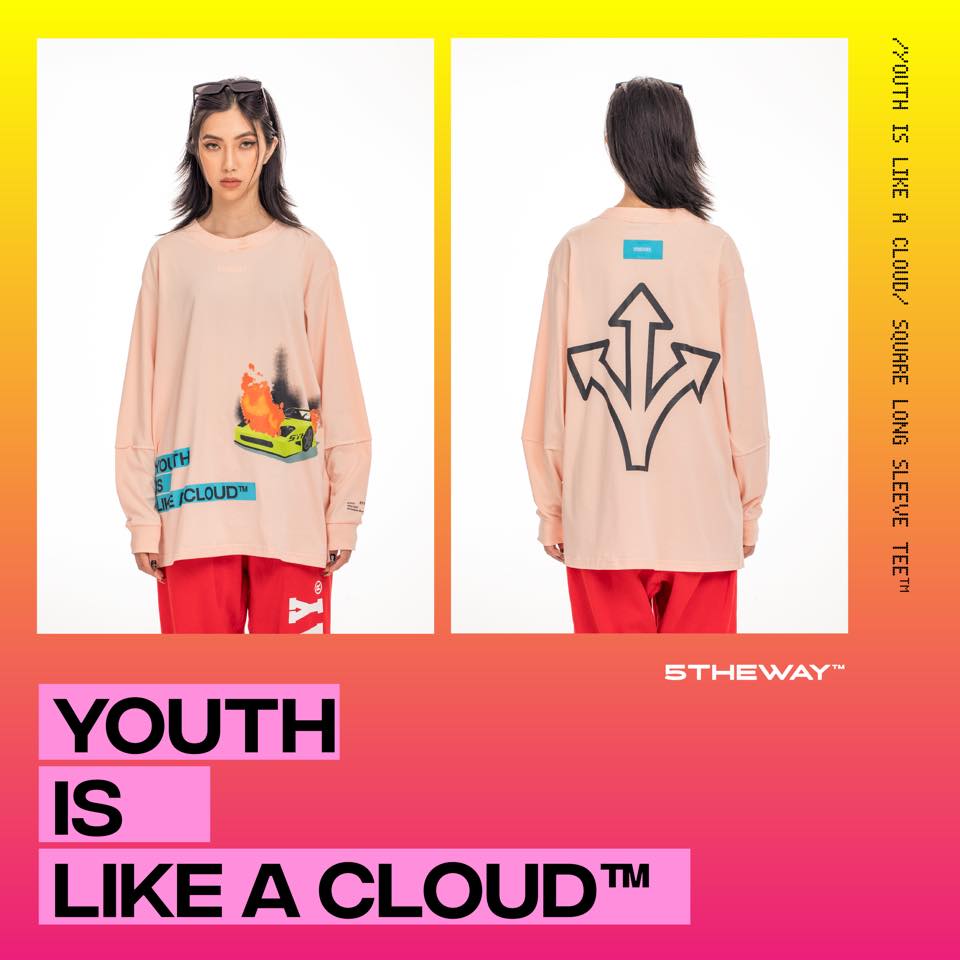 /YOUTH IS LIKE A CLOUD/ SQUARE LONG SLEEVE TEE™
YOUTH
IS
LIKE A CLOUD™
5THEWAY™
YOUTH
IS
LIKE A CLOUD™